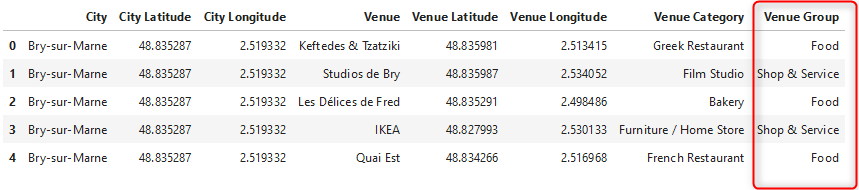 City City Latitude City Longitude Venue Venue Latitude Venue Longitude Venue Category Venue Group
0 Bry-sur-Marne 48.835287 2.519332 Keftedes & Tzatziki 48.835981 2.513415 Greek Restaurant Food
1 Bry-sur-Marne 48.835287 2.519332 Studios de Bry 48.835987 2.534052 Film Studio Shop & Service
2 Bry-sur-Marne 48.835287 2.519332 Les Délices de Fred 48.835291 2.498486 Bakery Food
3 Bry-sur-Marne 48.835287 2.519332 IKEA 48.827993 2.530133 Furniture / Home Store Shop & Service
4 Bry-sur-Marne 48.835287 2.519332 Quai Est 48.834266 2.516968 French Restaurant Food